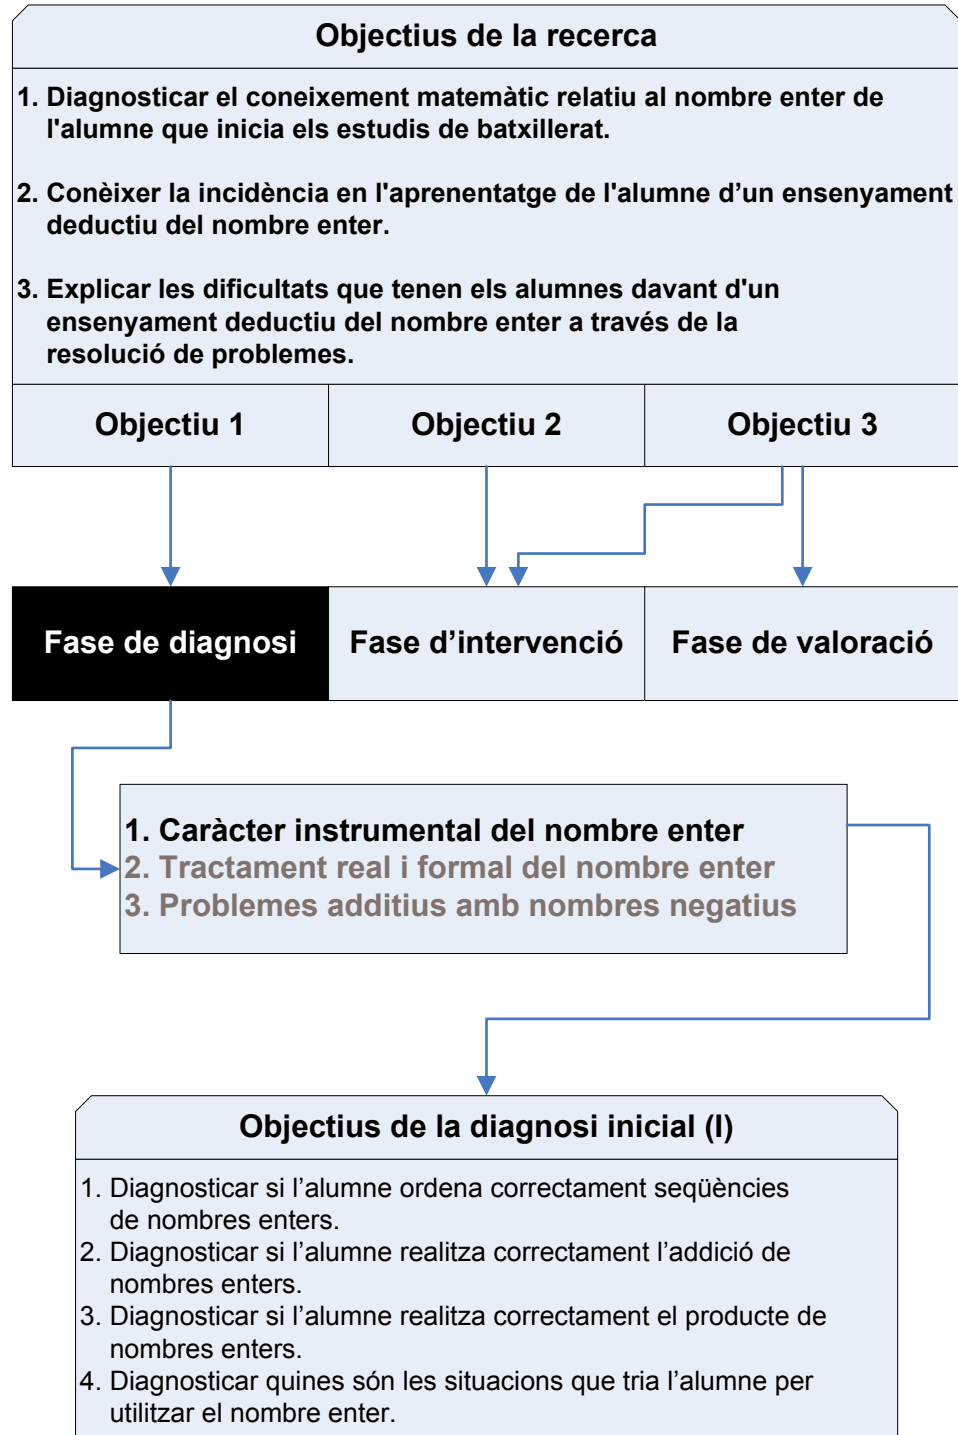 Objectius de la recerca
1. Diagnosticar el coneixement matemàtic relatiu al nombre enter de
l'alumne que inicia els estudis de batxillerat.
2. Conèixer la incidència en l'aprenentatge de l'alumne d’un ensenyament
deductiu del nombre enter.
3. Explicar les dificultats que tenen els alumnes davant d'un
ensenyament deductiu del nombre enter a través de la
resolució de problemes.
Objectiu 1
Objectiu 2
Objectiu 3
Fase de diagnosi
Fase d’intervenció
Fase de valoració
1. Caràcter instrumental del nombre enter
2. Tractament real i formal del nombre enter
3. Problemes additius amb nombres negatius
Objectius de la diagnosi inicial (I)
1. Diagnosticar si l’alumne ordena correctament seqüències
de nombres enters.
2. Diagnosticar si l’alumne realitza correctament l’addició de
nombres enters.
3. Diagnosticar si l’alumne realitza correctament el producte de
nombres enters.
4. Diagnosticar quines són les situacions que tria l’alumne per
utilitzar el nombre enter.